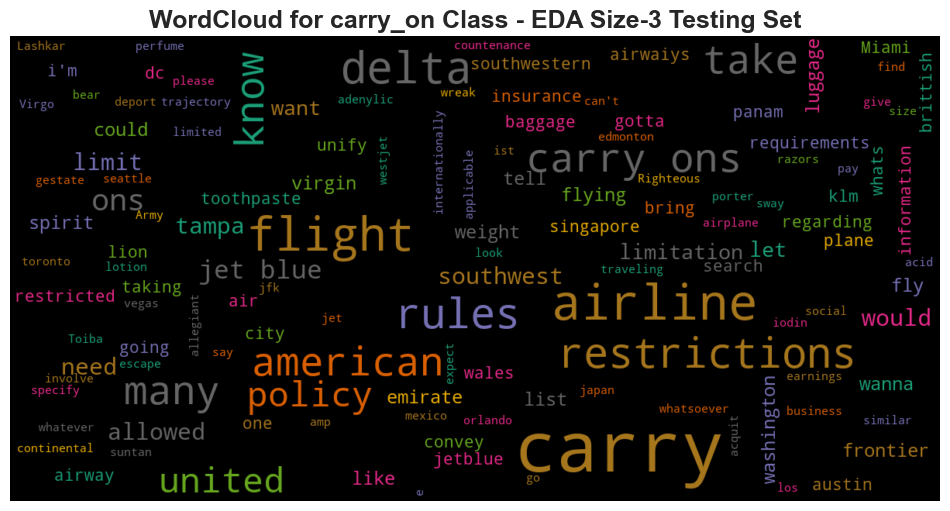 WordCloud for carry_on Class - EDA Size-3 Testing Set
Lashkar
perfume
countenance
southwestern
airwaiys
take
luggage
Miami
i'm
dc
please
know
delta
find
brittish
Virgo
bear
deport
trajectory
want
adenylic
wreak
insurance
can't
panam
give
size
could
limited
unify
westjet
internationally
baggage
gotta
edmonton
requirements
whats
information
limit
ist
applicable
carry ons
razors
pay
gestate
seattle
virgin
tell
Righteous
ons
Army
toothpaste
flying
bring
porter
sway
klm
spirit
tampa
flight
weight
singapore
airplane
regarding
plane
lion
look
limitation
let
toronto
lotion
jet blue
southwest
traveling
search
acid
restricted
taking
vegas
allegiant
air
jfk
rules
airline
fly
jet
iodin
social
would
Toiba
going
say
city
escape
need
american
expect
wales
restrictions
involve
specify
many
policy
emirate
list
japan
washington
earnings
wanna
whatever
allowed
one
amp
mexico
orlando
whatsoever
business
similar
continental
suntan
convey
carry
acquit
frontier
airway
united
like
jetblue
go
los
austin
e